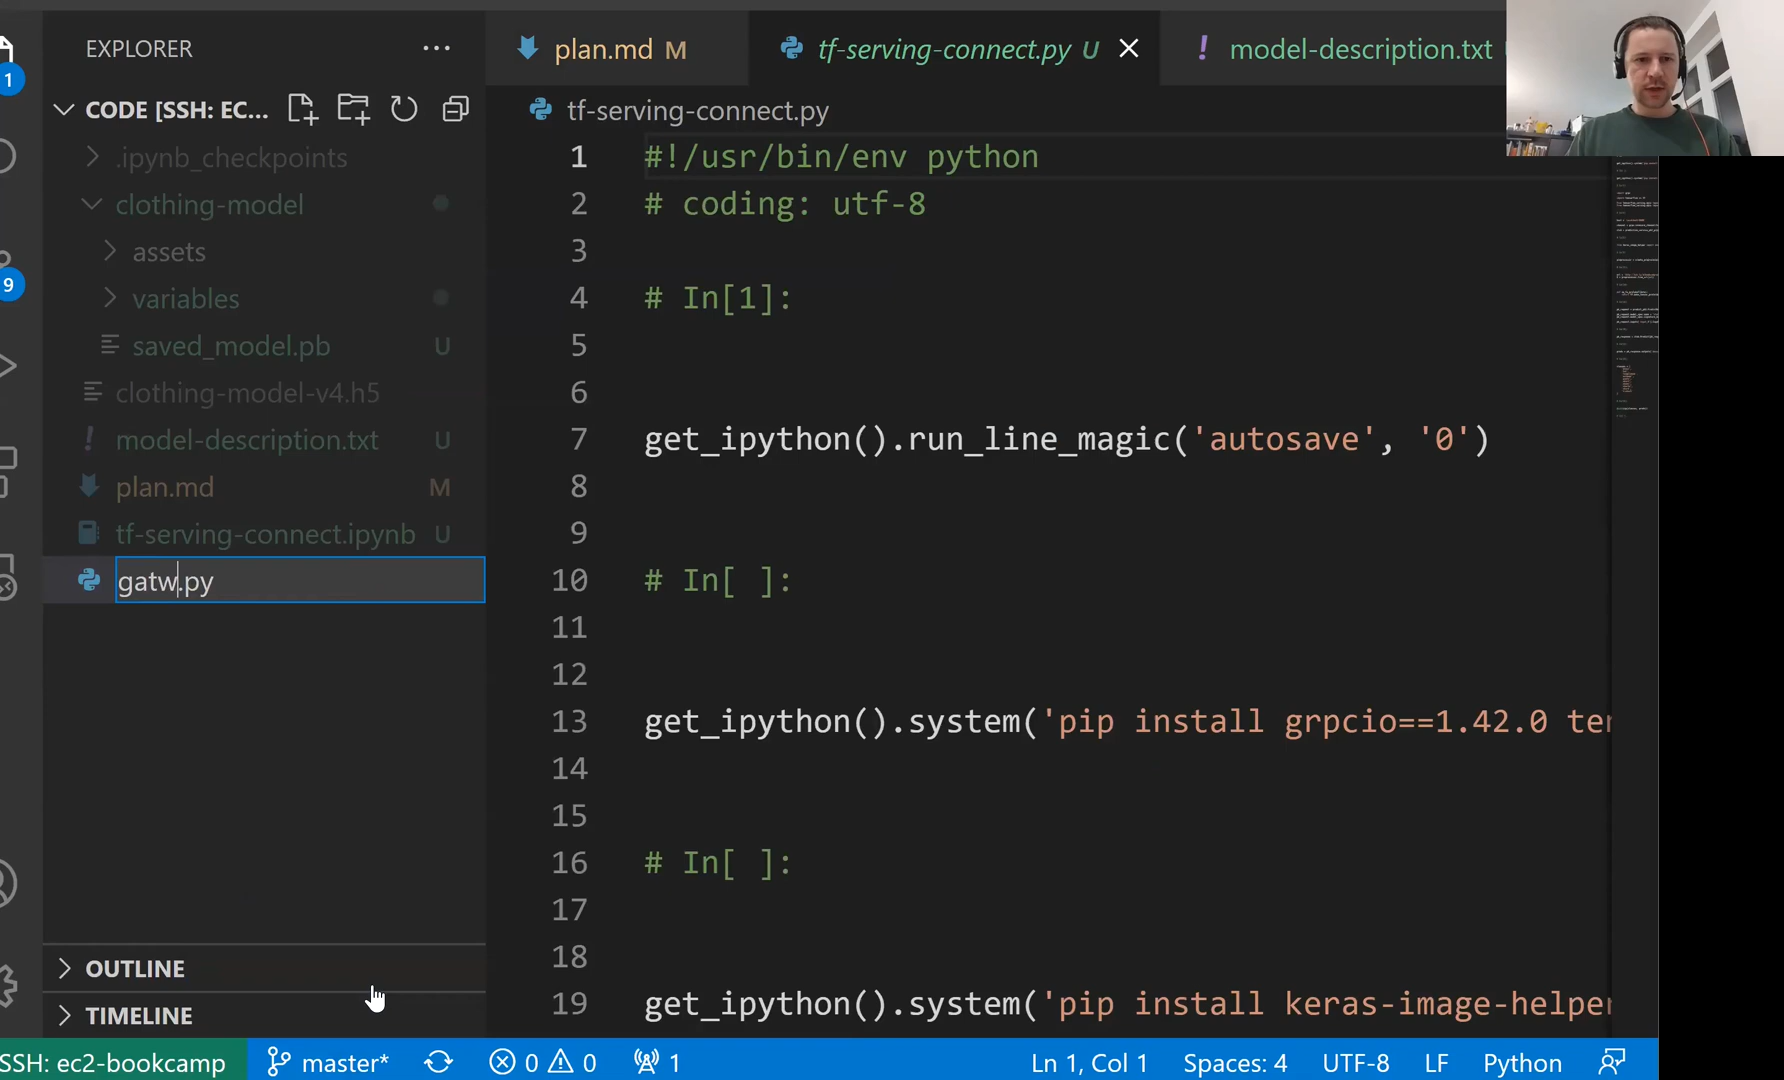 EXPLORER
plan.md M
tf-serving-connect.py U
! model-description.txt
CODE [SSH: EC...
tf-serving-connect.py
.ipynb_checkpoints
clothing-model
assets
variables
saved_model.pb U
clothing-model-v4.h5
! model-description.txt U
plan.md M
tf-serving-connect.ipynb U
gatw.py
1
9
1 #!/usr/bin/env python
2 # coding: utf-8
3
4 # In[1]:
5
6
7 get_ipython().run_line_magic('autosave', '0')
8
9
10 # In[ ]:
11
12
13 get_ipython().system('pip install grpcio==1.42.0 ter
14
15
16 # In[ ]:
17
18
19 get_ipython().system('pip install keras-image-helper
OUTLINE
TIMELINE
SSH: ec2-bookcamp master* 0 0 1 Ln 1, Col 1 Spaces: 4 UTF-8 LF Python